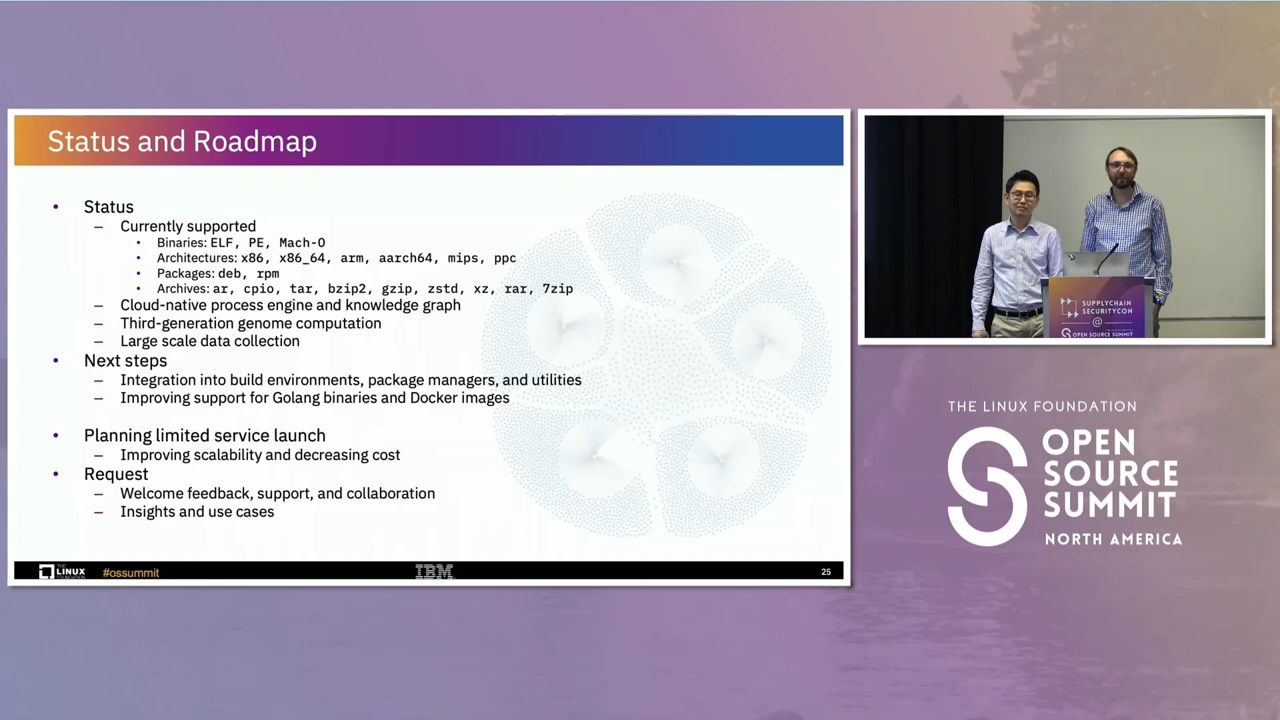 Status and Roadmap
• Status
– Currently supported
• Binaries: ELF, PE, Mach-O
• Architectures: x86, x86_64, arm, aarch64, mips, ppc
• Packages: deb, rpm
• Archives: ar, cpio, tar, bzip2, gzip, zstd, xz, rar, 7zip
– Cloud-native process engine and knowledge graph
– Third-generation genome computation
– Large scale data collection
• Next steps
– Integration into build environments, package managers, and utilities
– Improving support for Golang binaries and Docker images
• Planning limited service launch
– Improving scalability and decreasing cost
• Request
– Welcome feedback, support, and collaboration
– Insights and use cases
THE
LINUX
FOUNDATION
#ossummit
IBM
25
SUPPLYCHAIN
SECURITYCON
@
OPEN SOURCE SUMMIT
THE LINUX FOUNDATION
OPEN
SOURCE
SUMMIT
NORTH AMERICA